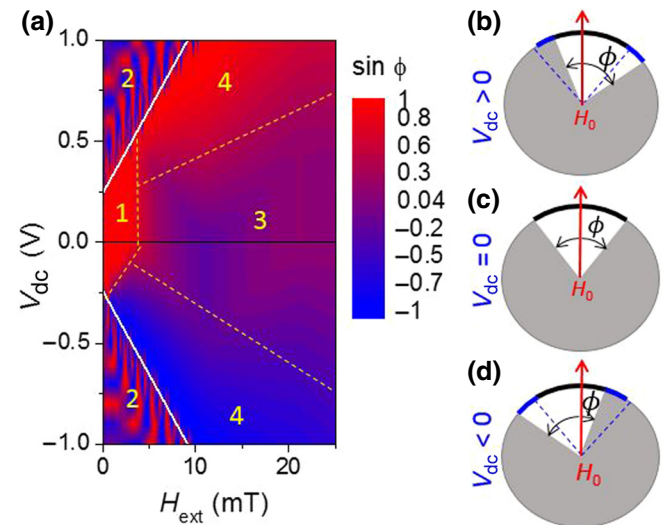 (a)
1.0
0.5
0.0
−0.5
−1.0
V_dc (V)
2
4
1
3
2
4
0
10
20
H_ext (mT)
sin ϕ
1
0.8
0.6
0.3
0.04
−0.2
−0.5
−0.7
−1
(b)
V_dc > 0
ϕ
H_0
(c)
V_dc = 0
ϕ
H_0
(d)
V_dc < 0
ϕ
H_0